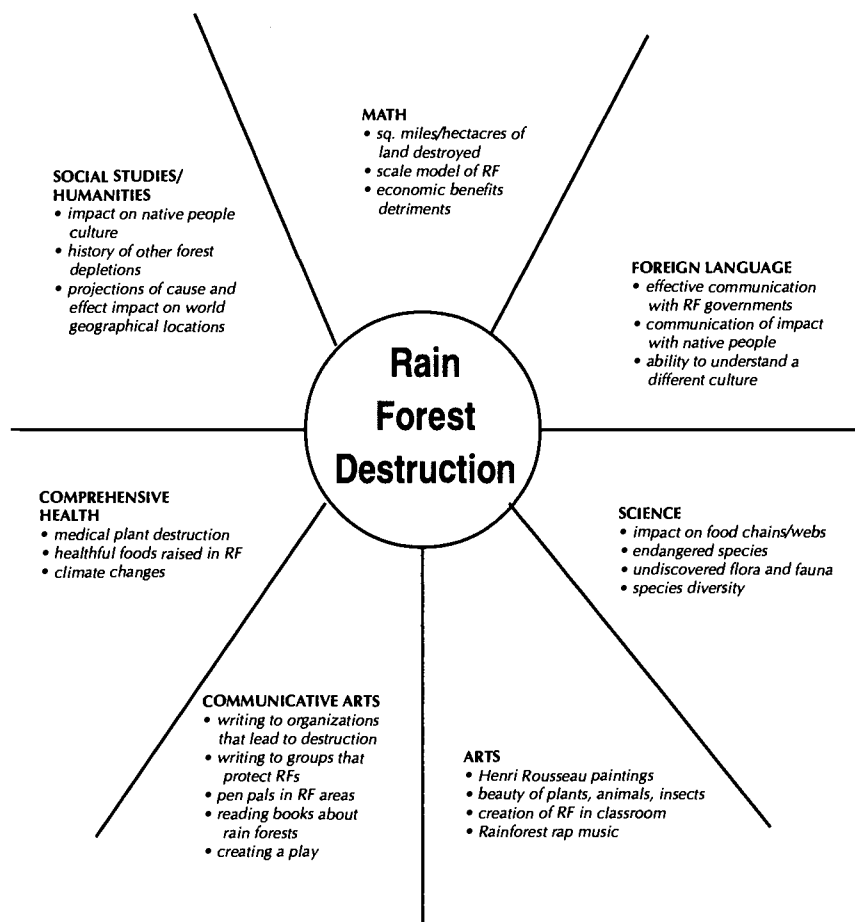 MATH
• sq. miles/hectacres of
land destroyed
• scale model of RF
• economic benefits
detriments
SOCIAL STUDIES/
HUMANITIES
• impact on native people
culture
• history of other forest
depletions
• projections of cause and
effect impact on world
geographical locations
FOREIGN LANGUAGE
• effective communication
with RF governments
• communication of impact
with native people
• ability to understand a
different culture
Rain
Forest
Destruction
COMPREHENSIVE
HEALTH
• medical plant destruction
• healthful foods raised in RF
• climate changes
SCIENCE
• impact on food chains/webs
• endangered species
• undiscovered flora and fauna
• species diversity
COMMUNICATIVE ARTS
• writing to organizations
that lead to destruction
• writing to groups that
protect RFs
• pen pals in RF areas
• reading books about
rain forests
• creating a play
ARTS
• Henri Rousseau paintings
• beauty of plants, animals, insects
• creation of RF in classroom
• Rainforest rap music